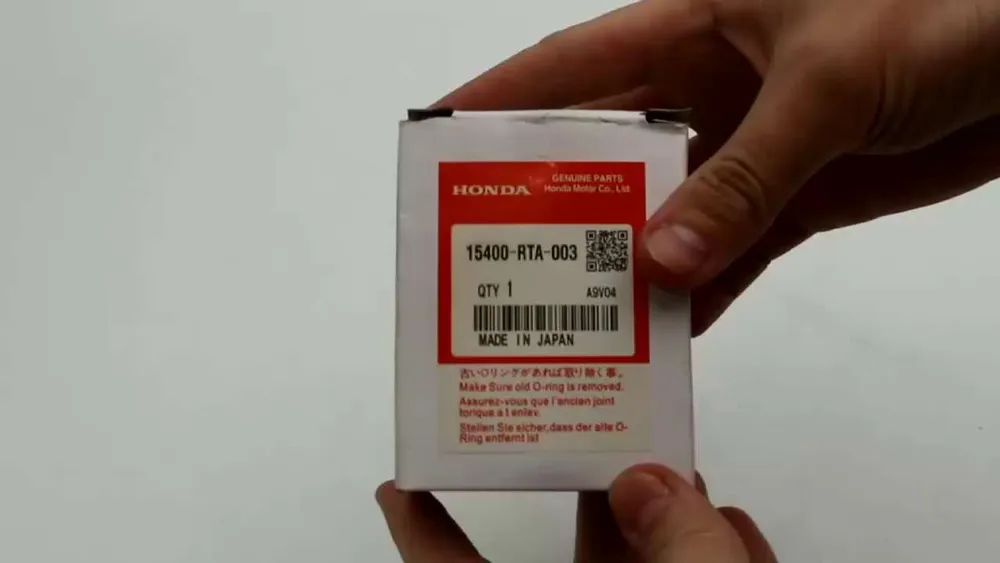 HONDA
GENUINE PARTS
Honda Motor Co., Ltd
15400-RTA-003
QTY 1
A9V04
MADE IN JAPAN
古いOリングがあれば取り除く事。
Make Sure old O-ring is removed.
Assurez-vous que l'ancien joint
torique a t enlev.
Stellen Sie sicher,dass der alte O-
Ring entfernt ist